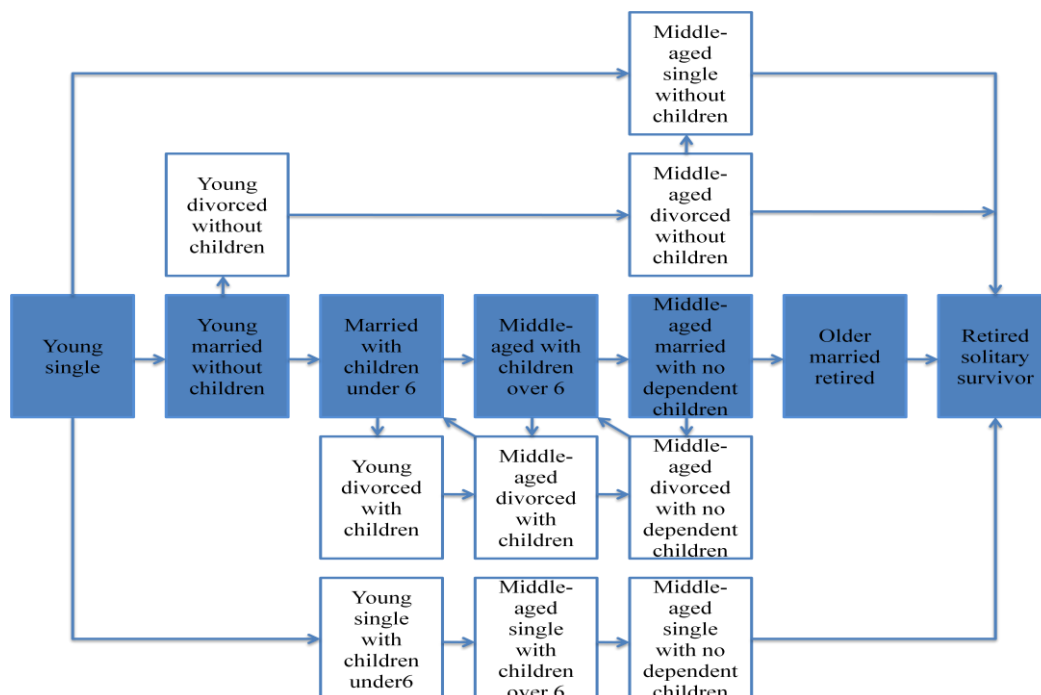 Middle-
aged
single
without
children
Young
divorced
without
children
Middle-
aged
divorced
without
children
Young
single
Young
married
without
children
Married
with
children
under 6
Middle-
aged with
children
over 6
Middle-
aged
married
with no
dependent
children
Older
married
retired
Retired
solitary
survivor
Young
divorced
with
children
Middle-
aged
divorced
with
children
Middle-
aged
divorced
with no
dependent
children
Young
single
with
children
under6
Middle-
aged
single
with
children
over 6
Middle-
aged
single
with no
dependent
children